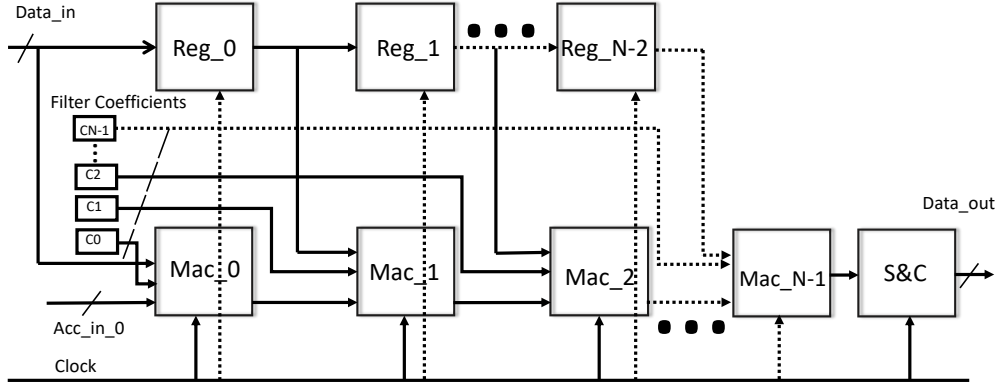 Data_in
Reg_0
Reg_1
Reg_N-2
Filter Coefficients
CN-1
C2
C1
C0
Data_out
Mac_0
Mac_1
Mac_2
Mac_N-1
S&C
Acc_in_0
Clock